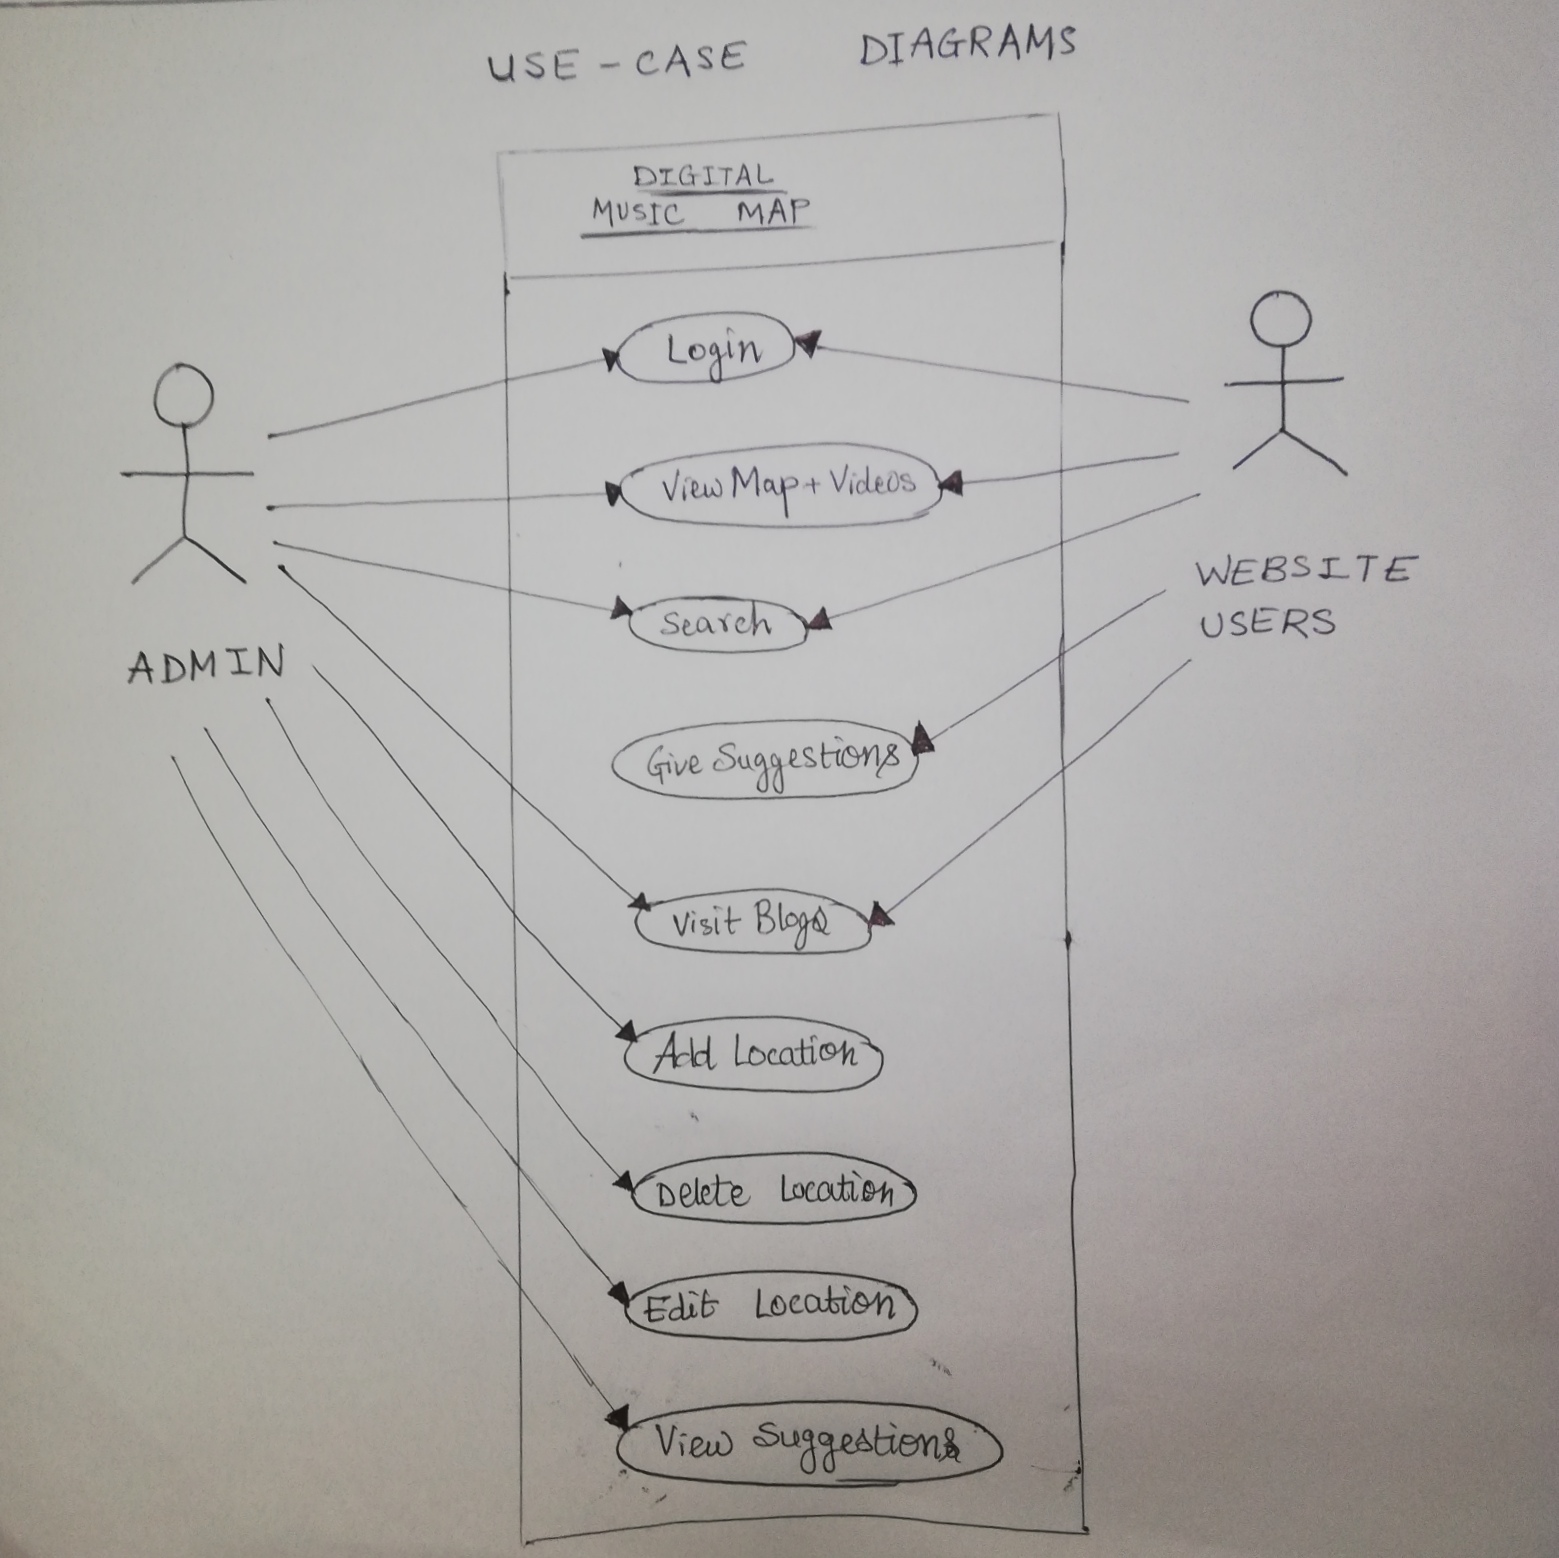 USE - CASE DIAGRAMS
DIGITAL
MUSIC MAP
Login
View Map + Videos
Search
Give Suggestions
Visit Blogs
Add Location
Delete Location
Edit Location
View Suggestions
ADMIN
WEBSITE
USERS